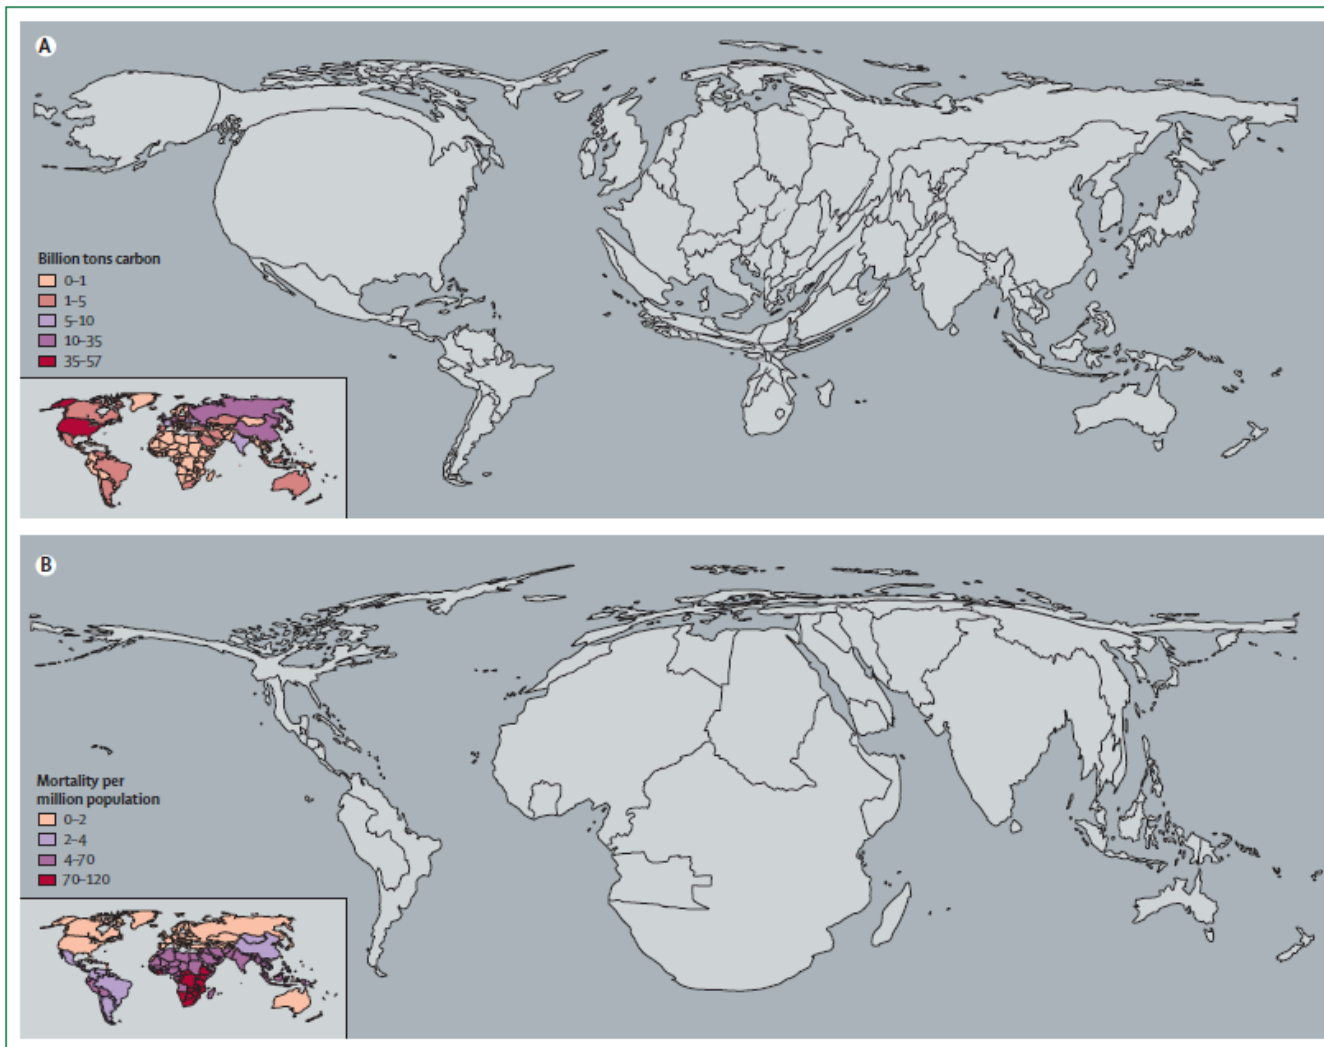 A
Billion tons carbon
0–1
1–5
5–10
10–35
35–57
B
Mortality per
million population
0–2
2–4
4–70
70–120